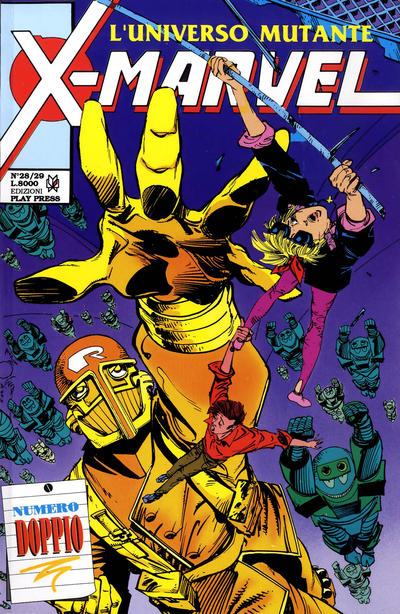 L'UNIVERSO MUTANTE
X-MARVEL
N°28/29
L.8000
EDIZIONI
PLAY PRESS
NUMERO
DOPPIO